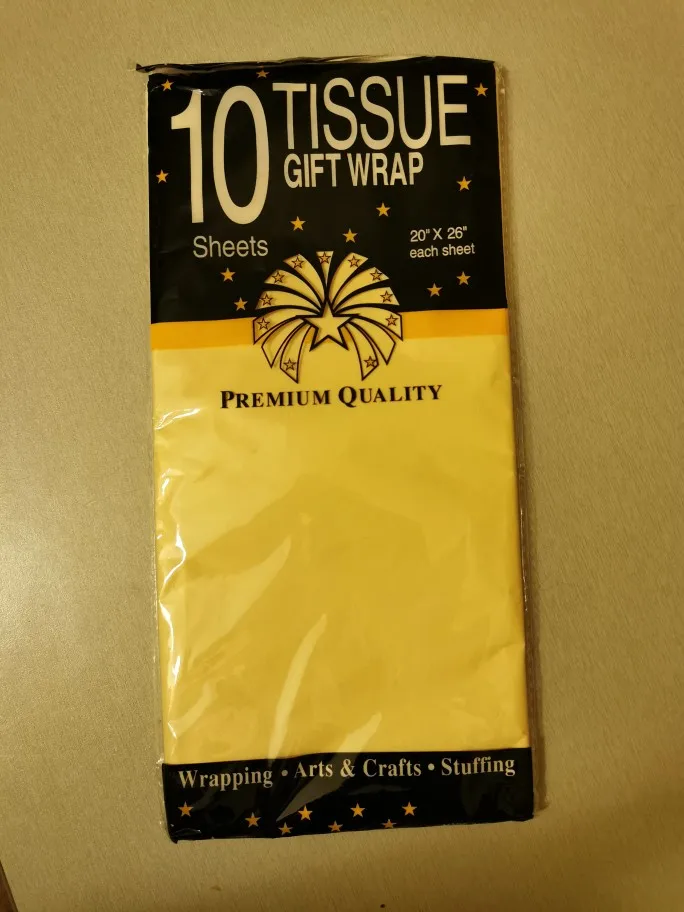 10 TISSUE
GIFT WRAP
Sheets
20" X 26"
each sheet
PREMIUM QUALITY
Wrapping • Arts & Crafts • Stuffing